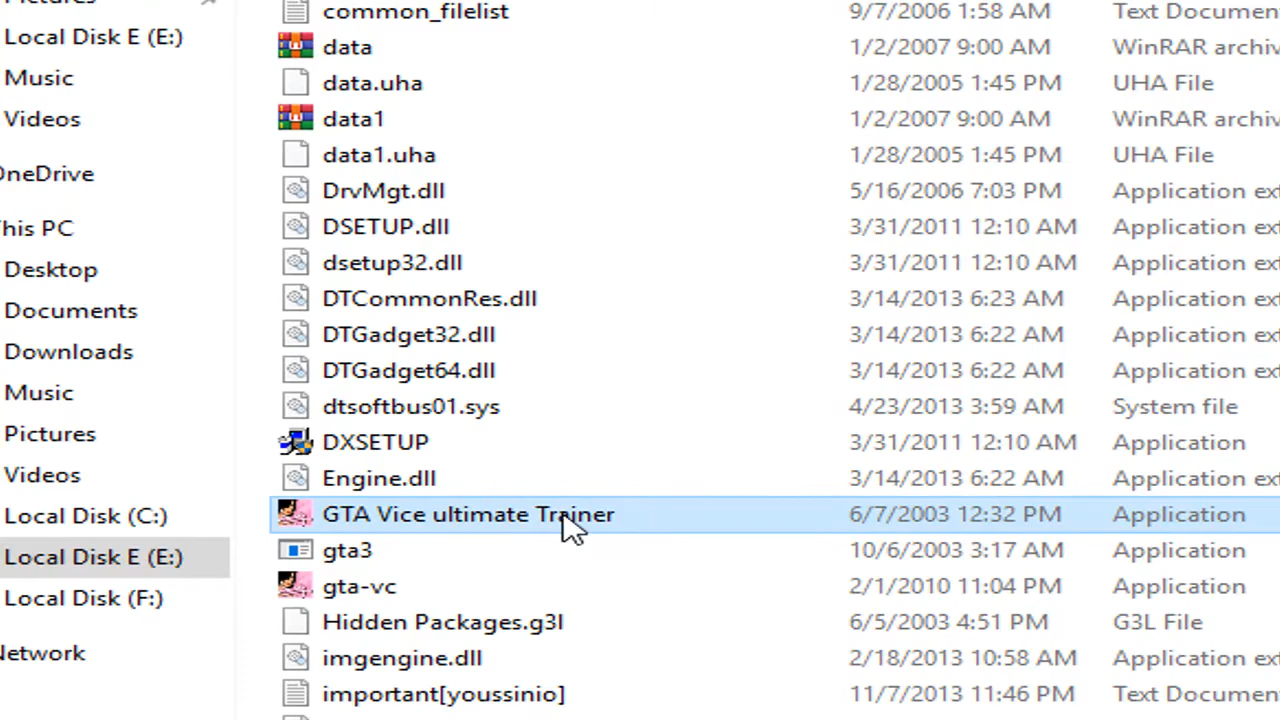 Local Disk E (E:)
Music
Videos
OneDrive
This PC
Desktop
Documents
Downloads
Music
Pictures
Videos
Local Disk (C:)
Local Disk E (E:)
Local Disk (F:)
Network
common_filelist 9/7/2006 1:58 AM Text Documen
data 1/2/2007 9:00 AM WinRAR archiv
data.uha 1/28/2005 1:45 PM UHA File
data1 1/2/2007 9:00 AM WinRAR archiv
data1.uha 1/28/2005 1:45 PM UHA File
DrvMgt.dll 5/16/2006 7:03 PM Application ext
DSETUP.dll 3/31/2011 12:10 AM Application ext
dsetup32.dll 3/31/2011 12:10 AM Application ext
DTCommonRes.dll 3/14/2013 6:23 AM Application ext
DTGadget32.dll 3/14/2013 6:22 AM Application ext
DTGadget64.dll 3/14/2013 6:22 AM Application ext
dtsoftbus01.sys 4/23/2013 3:59 AM System file
DXSETUP 3/31/2011 12:10 AM Application
Engine.dll 3/14/2013 6:22 AM Application ext
GTA Vice ultimate Trainer 6/7/2003 12:32 PM Application
gta3 10/6/2003 3:17 AM Application
gta-vc 2/1/2010 11:04 PM Application
Hidden Packages.g3l 6/5/2003 4:51 PM G3L File
imgengine.dll 2/18/2013 10:58 AM Application ext
important[youssinio] 11/7/2013 11:46 PM Text Documen